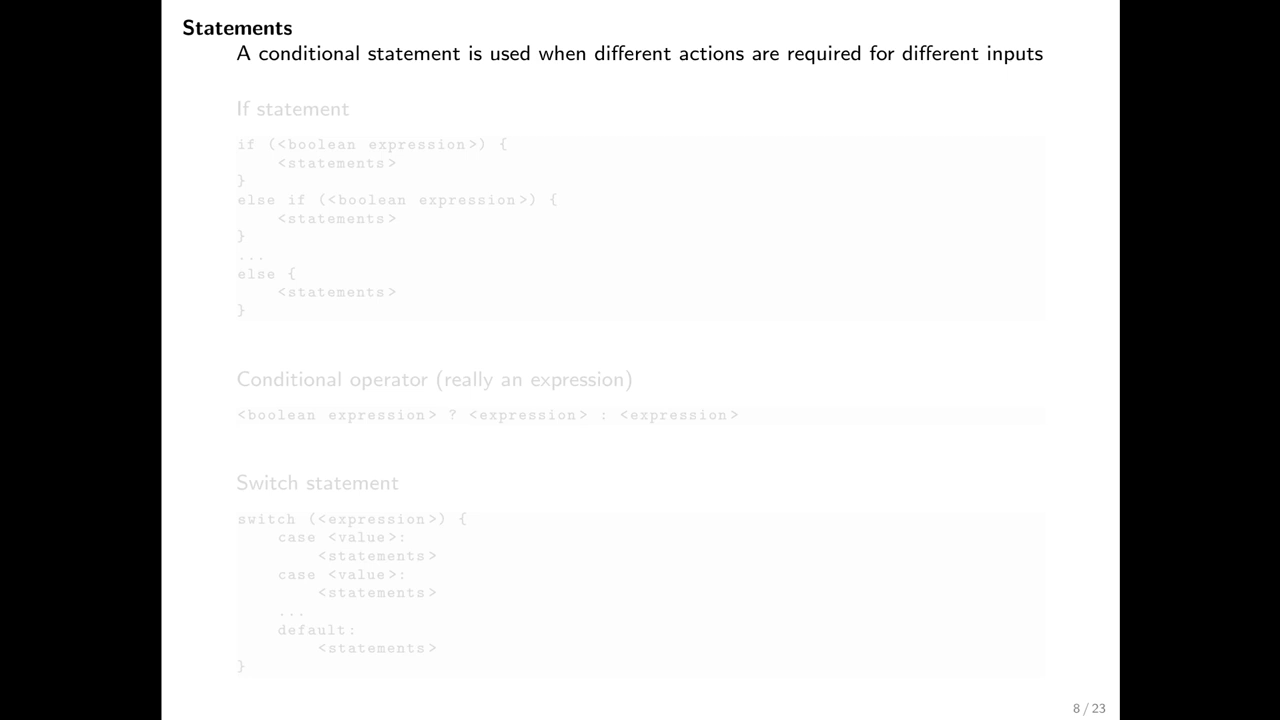 Statements
A conditional statement is used when different actions are required for different inputs
If statement
if (<boolean expression>) {
    <statements>
}
else if (<boolean expression>) {
    <statements>
}
...
else {
    <statements>
}
Conditional operator (really an expression)
<boolean expression> ? <expression> : <expression>
Switch statement
switch (<expression>) {
    case <value>:
        <statements>
    case <value>:
        <statements>
    ...
    default:
        <statements>
}
8 / 23